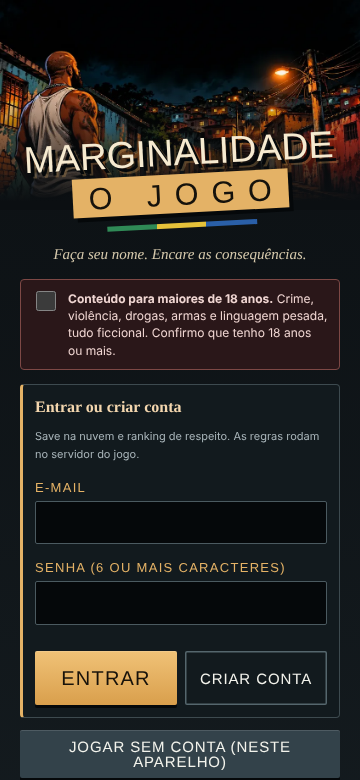 MARGINALIDADE
O JOGO
Faça seu nome. Encare as consequências.
Conteúdo para maiores de 18 anos. Crime,
violência, drogas, armas e linguagem pesada,
tudo ficcional. Confirmo que tenho 18 anos
ou mais.
Entrar ou criar conta
Save na nuvem e ranking de respeito. As regras rodam
no servidor do jogo.
E-MAIL
SENHA (6 OU MAIS CARACTERES)
ENTRAR
CRIAR CONTA
JOGAR SEM CONTA (NESTE
APARELHO)